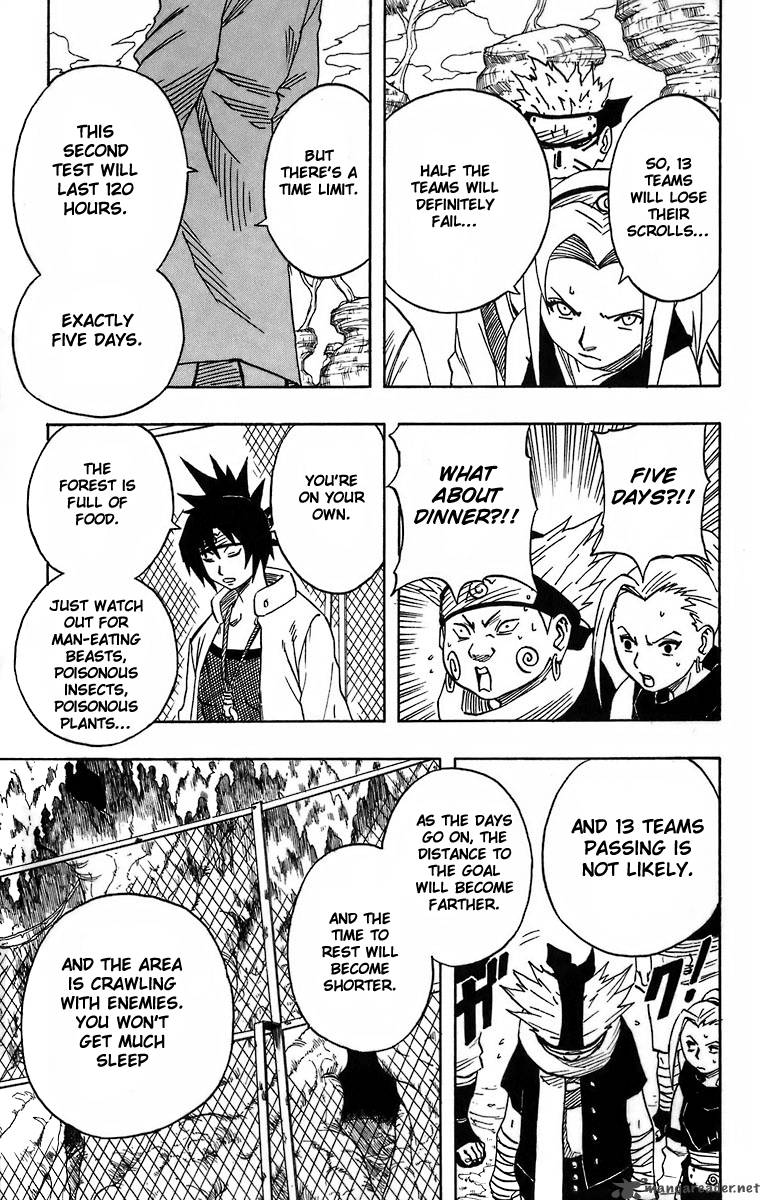 SO, 13
TEAMS
WILL LOSE
THEIR
SCROLLS...
HALF THE
TEAMS WILL
DEFINITELY
FAIL...
BUT
THERE'S A
TIME LIMIT.
THIS
SECOND
TEST WILL
LAST 120
HOURS.
EXACTLY
FIVE DAYS.
FIVE
DAYS?!!
WHAT
ABOUT
DINNER?!!
YOU'RE
ON YOUR
OWN.
THE
FOREST IS
FULL OF
FOOD.
JUST WATCH
OUT FOR
MAN-EATING
BEASTS,
POISONOUS
INSECTS,
POISONOUS
PLANTS...
AND 13 TEAMS
PASSING IS
NOT LIKELY.
ガク!
AS THE DAYS
GO ON, THE
DISTANCE TO
THE GOAL
WILL BECOME
FARTHER.
AND THE
TIME TO
REST WILL
BECOME
SHORTER.
AND THE AREA
IS CRAWLING
WITH ENEMIES.
YOU WON'T
GET MUCH
SLEEP
mangareader.net